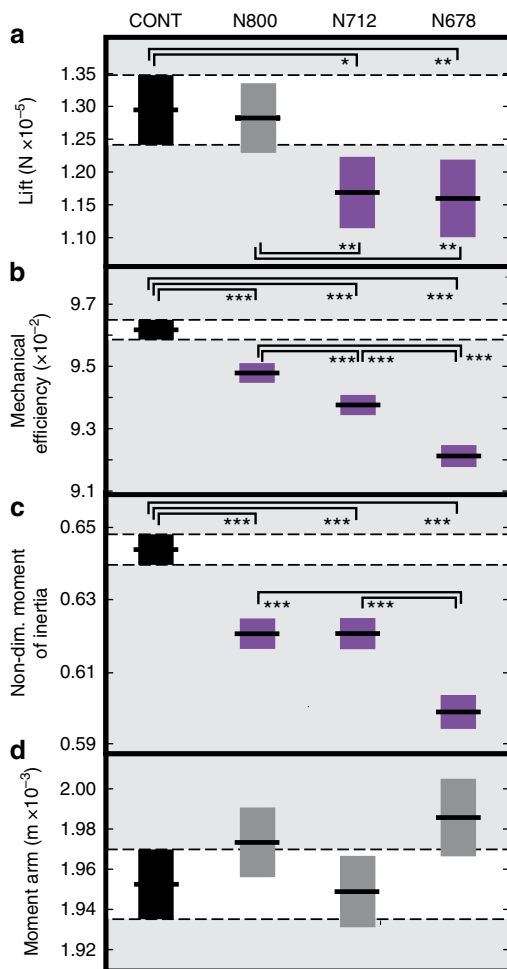 CONT N800 N712 N678
a
* **
1.35
1.30
1.25
1.20
1.15
1.10
Lift (N ×10⁻⁵)
** **
b
*** *** ***
9.7
9.5
9.3
9.1
Mechanical
efficiency (×10⁻²)
*** *** ***
c
*** *** ***
0.65
0.63
0.61
0.59
Non-dim. moment
of inertia
*** ***
d
2.00
1.98
1.96
1.94
1.92
Moment arm (m ×10⁻³)